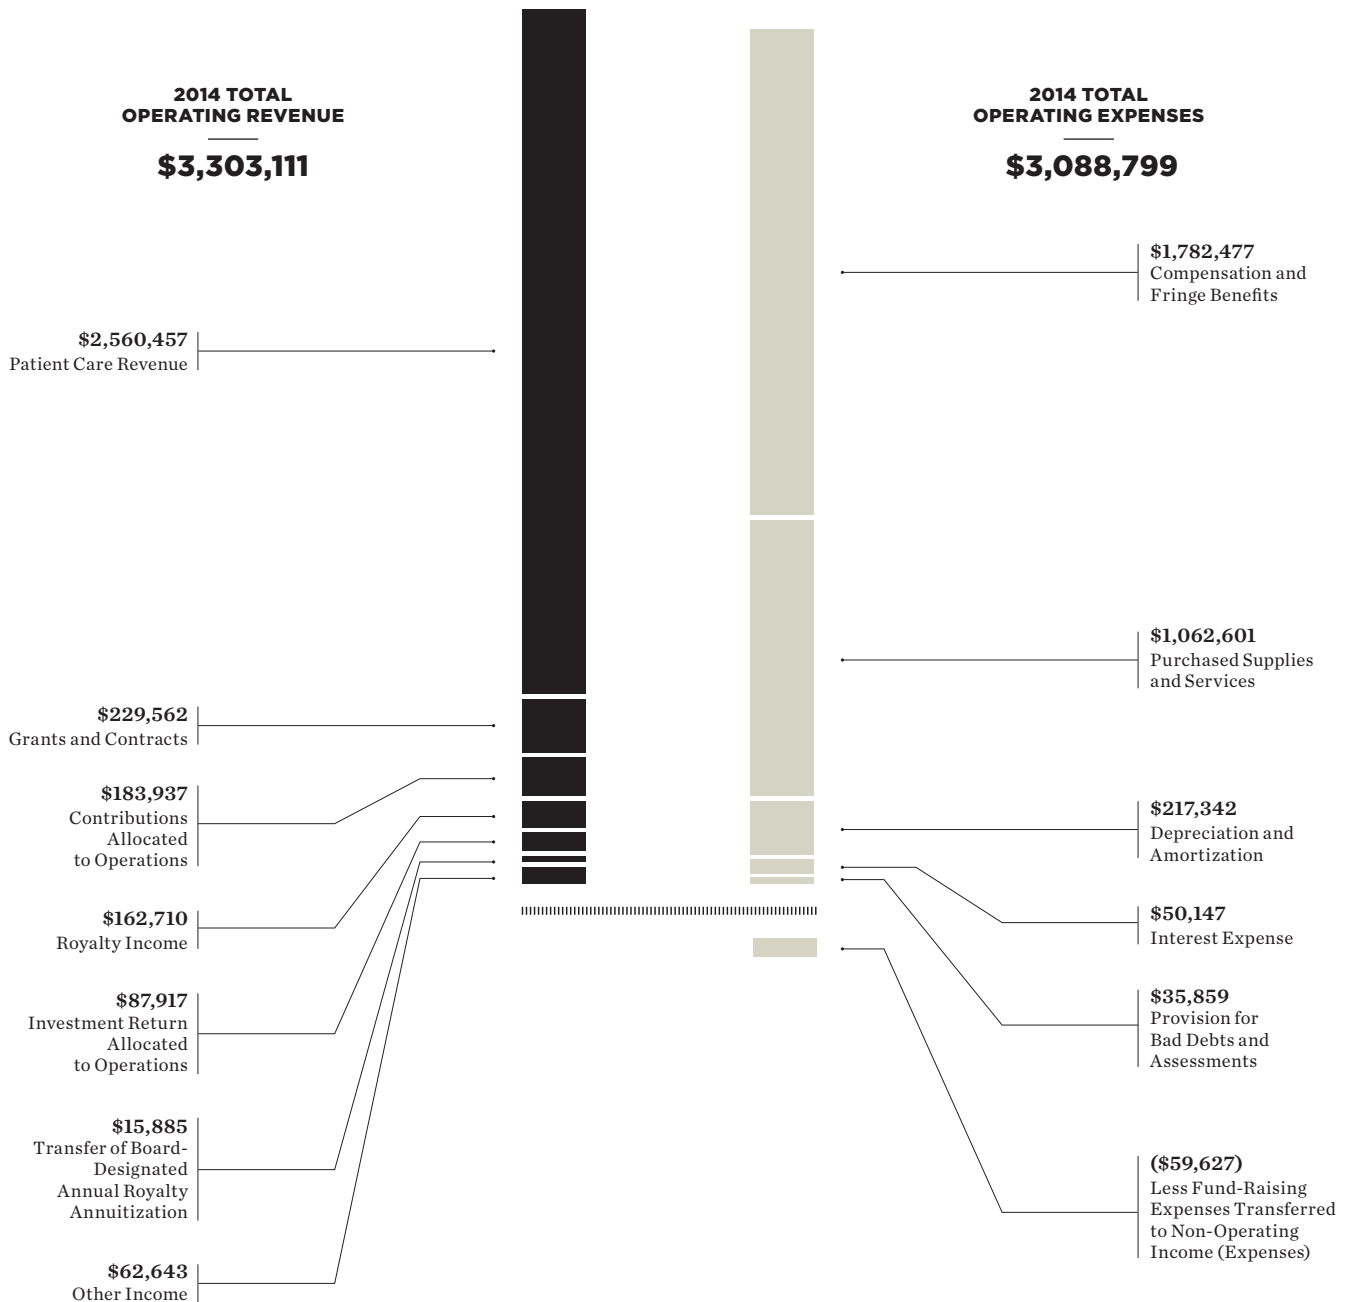 2014 TOTAL
OPERATING REVENUE
$3,303,111
$2,560,457
Patient Care Revenue
$229,562
Grants and Contracts
$183,937
Contributions
Allocated
to Operations
$162,710
Royalty Income
$87,917
Investment Return
Allocated
to Operations
$15,885
Transfer of Board-
Designated
Annual Royalty
Annuitization
$62,643
Other Income
2014 TOTAL
OPERATING EXPENSES
$3,088,799
$1,782,477
Compensation and
Fringe Benefits
$1,062,601
Purchased Supplies
and Services
$217,342
Depreciation and
Amortization
$50,147
Interest Expense
$35,859
Provision for
Bad Debts and
Assessments
($59,627)
Less Fund-Raising
Expenses Transferred
to Non-Operating
Income (Expenses)